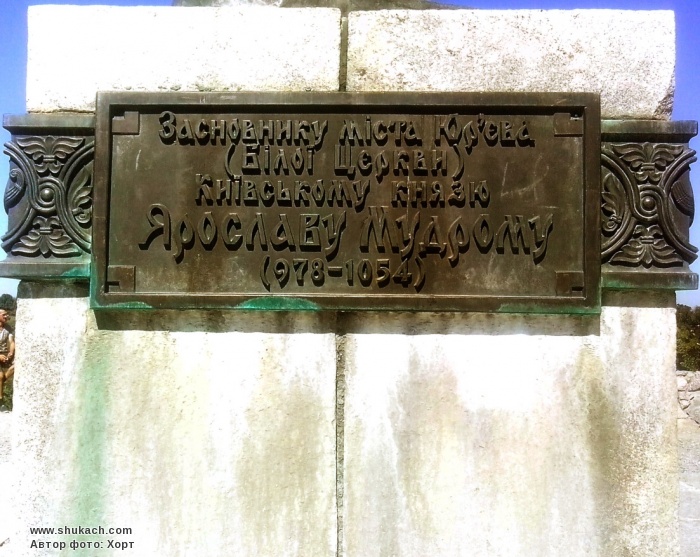 Засновнику міста Юр'єва
(Білої Церкви)
Київському князю
Ярославу Мудрому
(978-1054)
www.shukach.com
Автор фото: Хорт